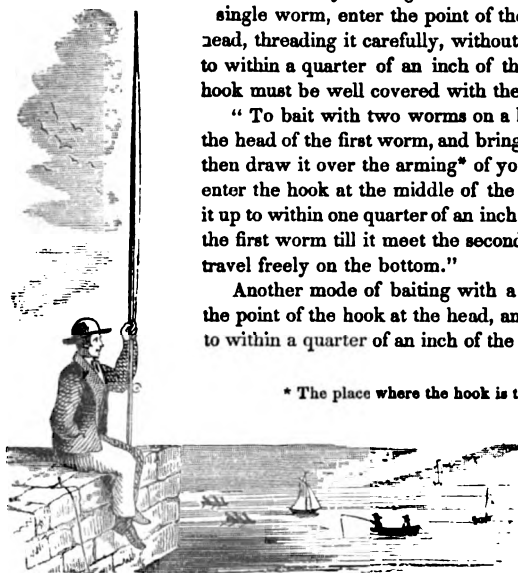 single worm, enter the point of the
head, threading it carefully, without
to within a quarter of an inch of th
hook must be well covered with the
“ To bait with two worms on a
the head of the first worm, and bring
then draw it over the arming* of yo
enter the hook at the middle of the
it up to within one quarter of an inch
the first worm till it meet the second
travel freely on the bottom.”
Another mode of baiting with a
the point of the hook at the head, an
to within a quarter of an inch of the
* The place where the hook is t